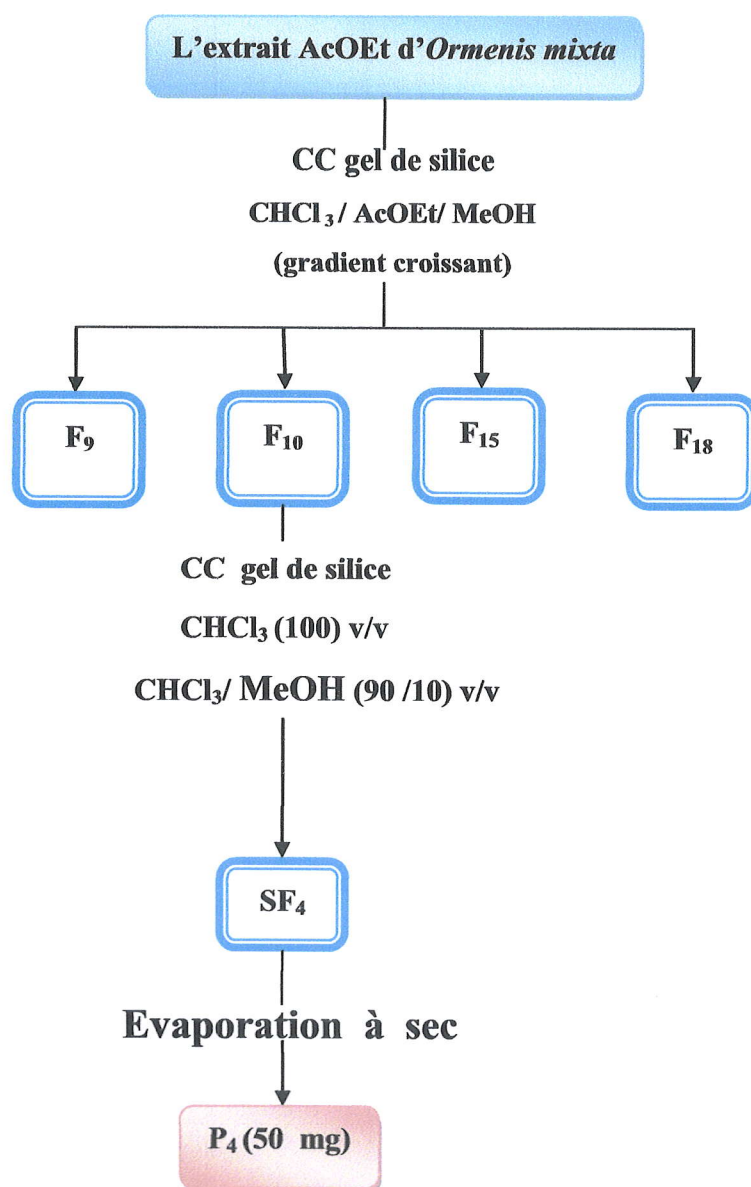 L'extrait AcOEt d'Ormenis mixta
CC gel de silice
CHCl₃ / AcOEt/ MeOH
(gradient croissant)
F₉ F₁₀ F₁₅ F₁₈
CC gel de silice
CHCl₃ (100) v/v
CHCl₃/ MeOH (90 /10) v/v
SF₄
Evaporation à sec
P₄ (50 mg)